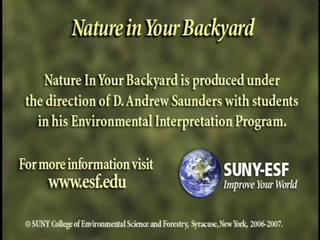 Nature in Your Backyard
Nature In Your Backyard is produced under
the direction of D. Andrew Saunders with students
in his Environmental Interpretation Program.
For more information visit
www.esf.edu
SUNY-ESF
Improve Your World
© SUNY College of Environmental Science and Forestry, Syracuse, New York, 2006-2007.